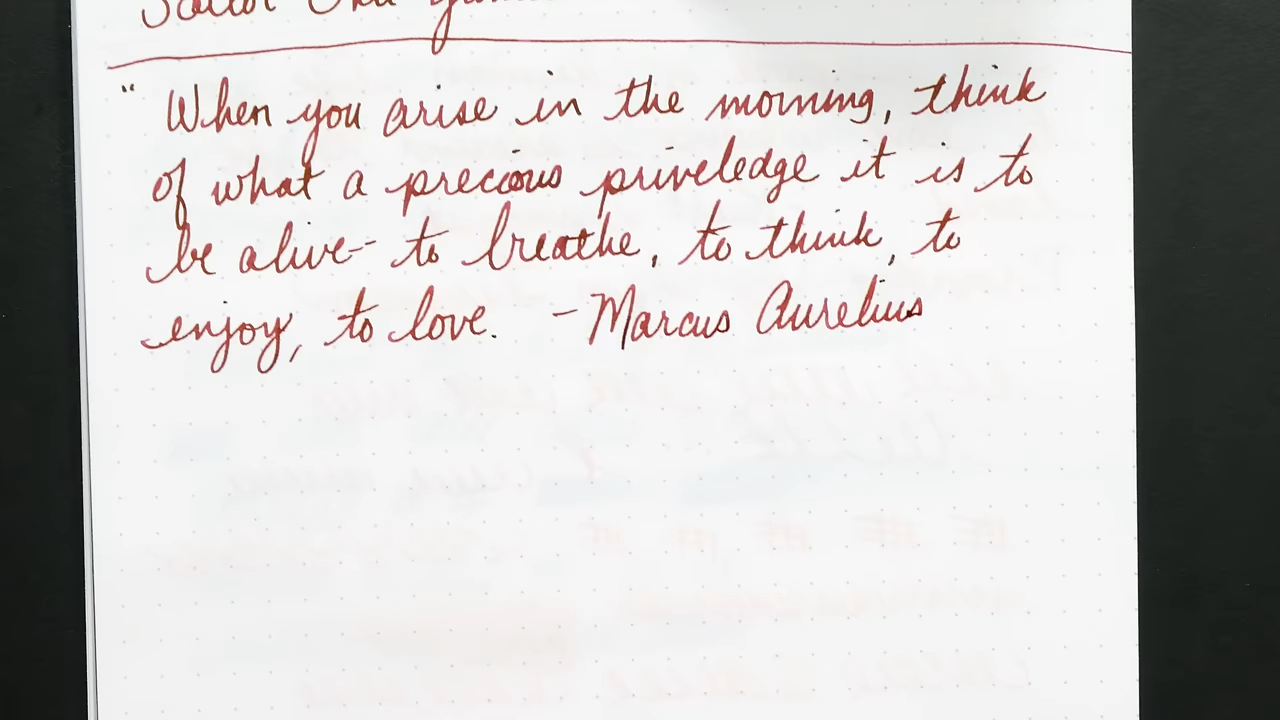 " When you arise in the morning, think
of what a precious priveledge it is to
be alive-- to breathe, to think, to
enjoy, to love. - Marcus Aurelius